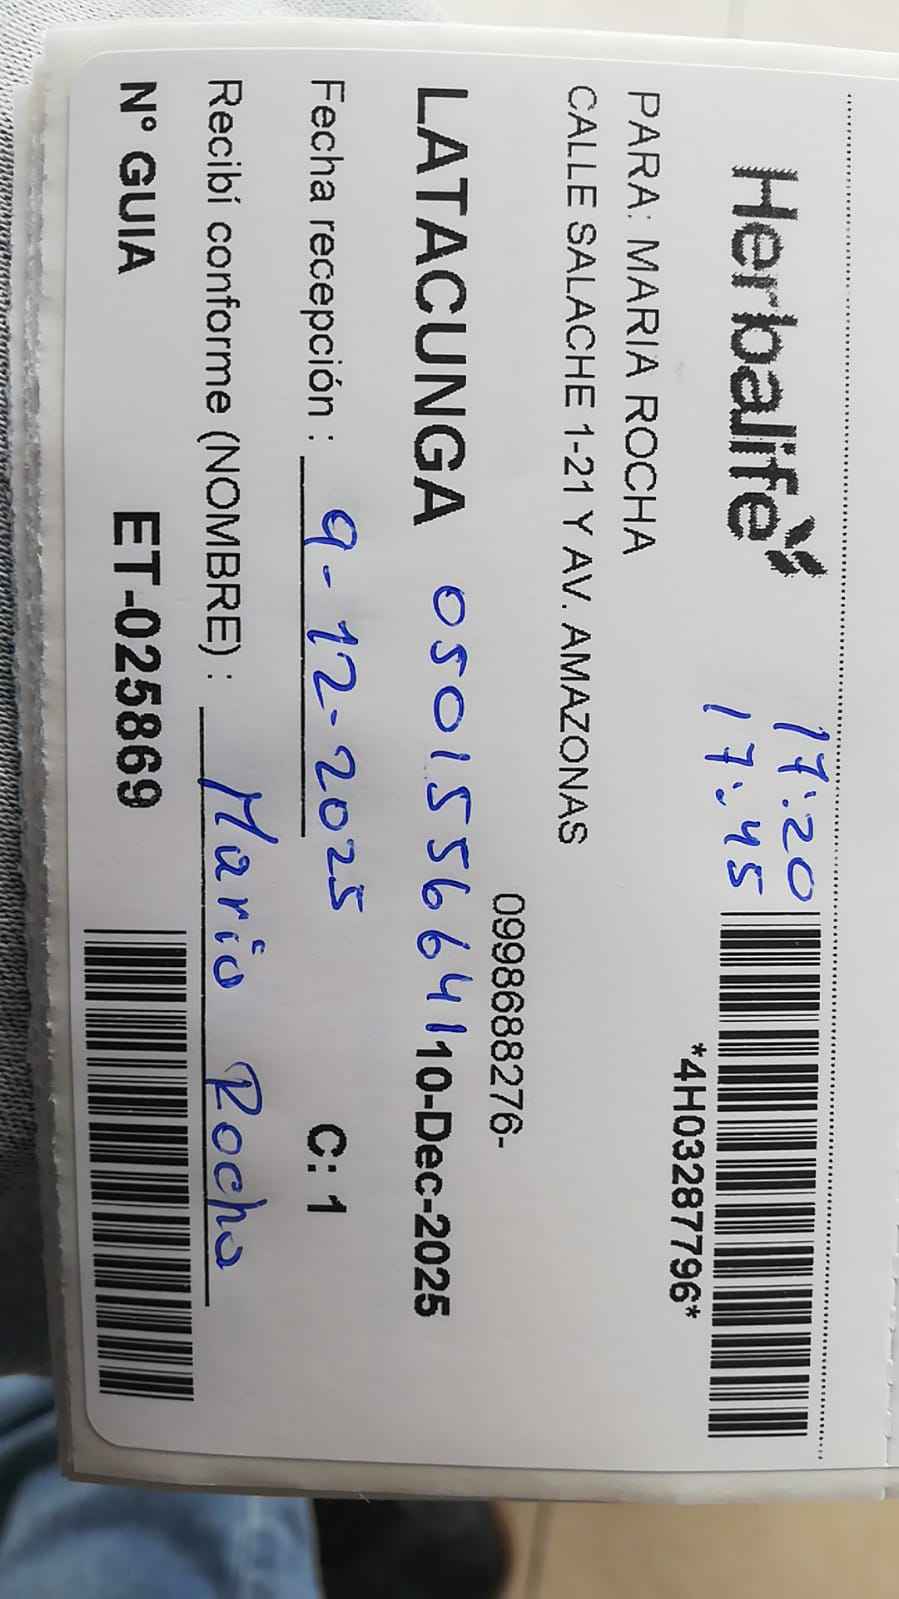 Herbalife
17:20
17:45
*4H03287796*
PARA: MARIA ROCHA
CALLE SALACHE 1-21 Y AV. AMAZONAS
0998688276-
LATACUNGA 0501556641 10-Dec-2025
Fecha recepción : 9-12-2025 C: 1
Recibí conforme (NOMBRE) : Mario Rocha
N° GUIA ET-025869